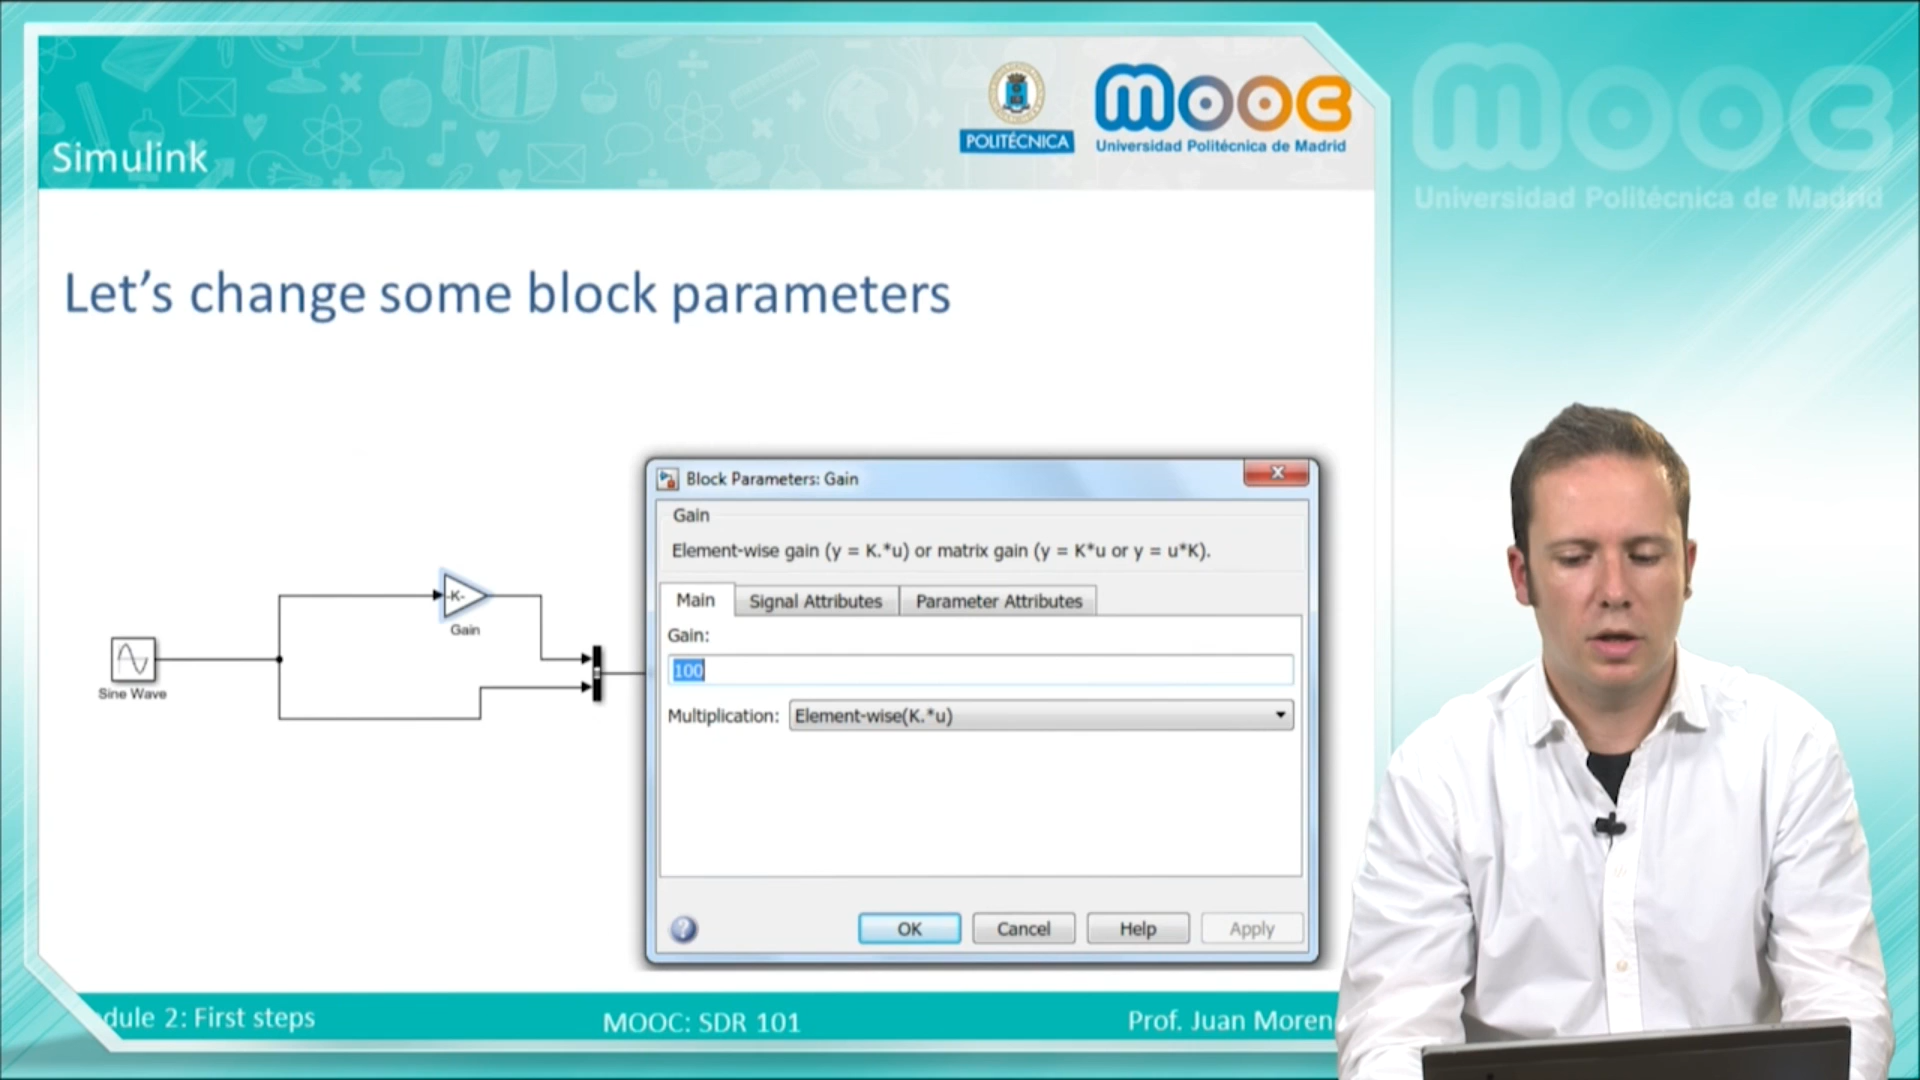 Simulink
POLITÉCNICA
mooc
Universidad Politécnica de Madrid
mooc
Universidad Politécnica de Madrid
Let's change some block parameters
Block Parameters: Gain
Gain
Element-wise gain (y = K.*u) or matrix gain (y = K*u or y = u*K).
Main
Signal Attributes
Parameter Attributes
Gain:
100
Multiplication:
Element-wise(K.*u)
OK
Cancel
Help
Apply
-K-
Gain
Sine Wave
dule 2: First steps
MOOC: SDR 101
Prof. Juan Moren